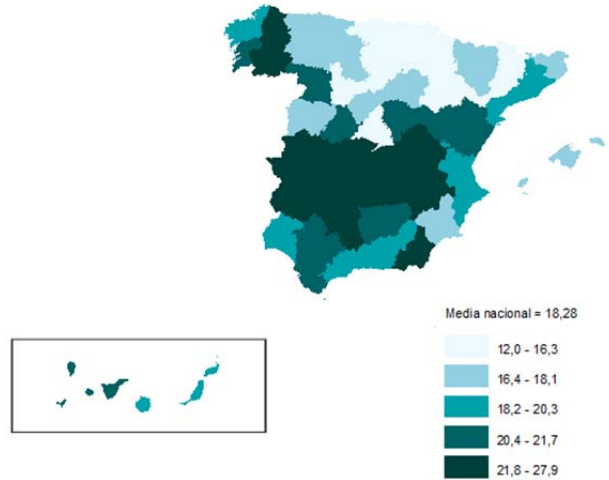 Media nacional = 18,28
12,0 - 16,3
16,4 - 18,1
18,2 - 20,3
20,4 - 21,7
21,8 - 27,9